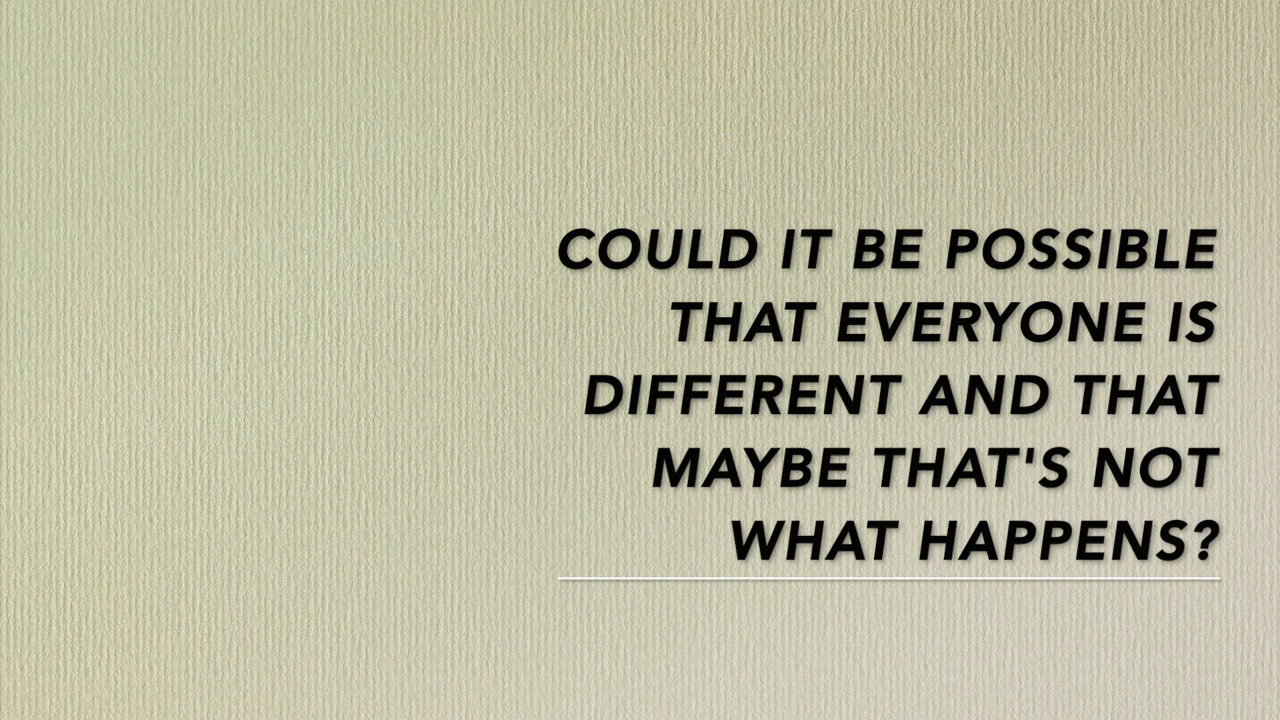 COULD IT BE POSSIBLE
THAT EVERYONE IS
DIFFERENT AND THAT
MAYBE THAT'S NOT
WHAT HAPPENS?